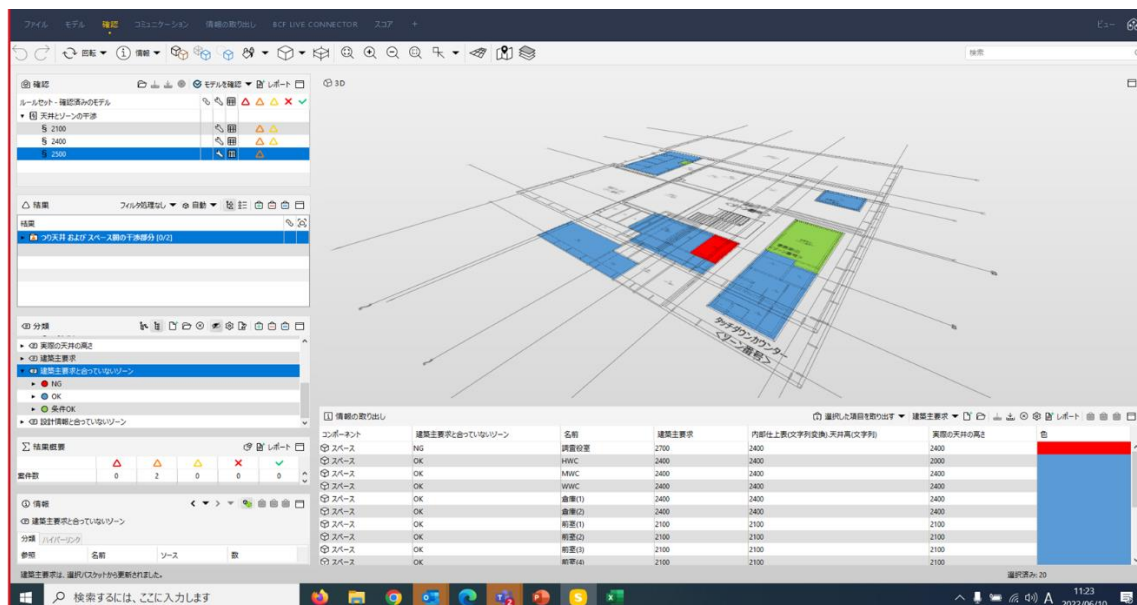 ファイル モデル 確認 コミュニケーション 情報の取り出し BCF LIVE CONNECTOR スコア + ビュー
回転 情報 検索
確認 モデルを確認 レポート
ルールセット - 確認済みのモデル
天井とゾーンの干渉
§ 2100
§ 2400
§ 2500
結果 フィルタ処理なし 自動
結果
つり天井 および スペース間の干渉部分 [0/2]
分類
実際の天井の高さ
建築主要求
建築主要求と合っていないゾーン
NG
OK
条件OK
設計情報と合っていないゾーン
結果概要 レポート
案件数 0 2 0 0 0
情報
建築主要求と合っていないゾーン
分類 ハイパーリンク
参照 名前 ソース 数
3D
タッチダウンカウンター
<ゾーン番号>
情報の取り出し 選択した項目を取り出す 建築主要求 レポート
コンポーネント 建築主要求と合っていないゾーン 名前 建築主要求 内部仕上表(文字列変換).天井高(文字列) 実際の天井の高さ 色
スペース NG 調査役室 2700 2400 2400
スペース OK HWC 2400 2400 2000
スペース OK MWC 2400 2400 2400
スペース OK WWC 2400 2400 2400
スペース OK 倉庫(1) 2400 2400 2400
スペース OK 倉庫(2) 2400 2400 2400
スペース OK 前室(1) 2100 2100 2100
スペース OK 前室(2) 2100 2100 2100
スペース OK 前室(3) 2100 2100 2100
スペース OK 前室(4) 2100 2100 2100
建築主要求は、選択バスケットから更新されました。 選択済み: 20
検索するには、ここに入力します A 11:23
2022/06/10